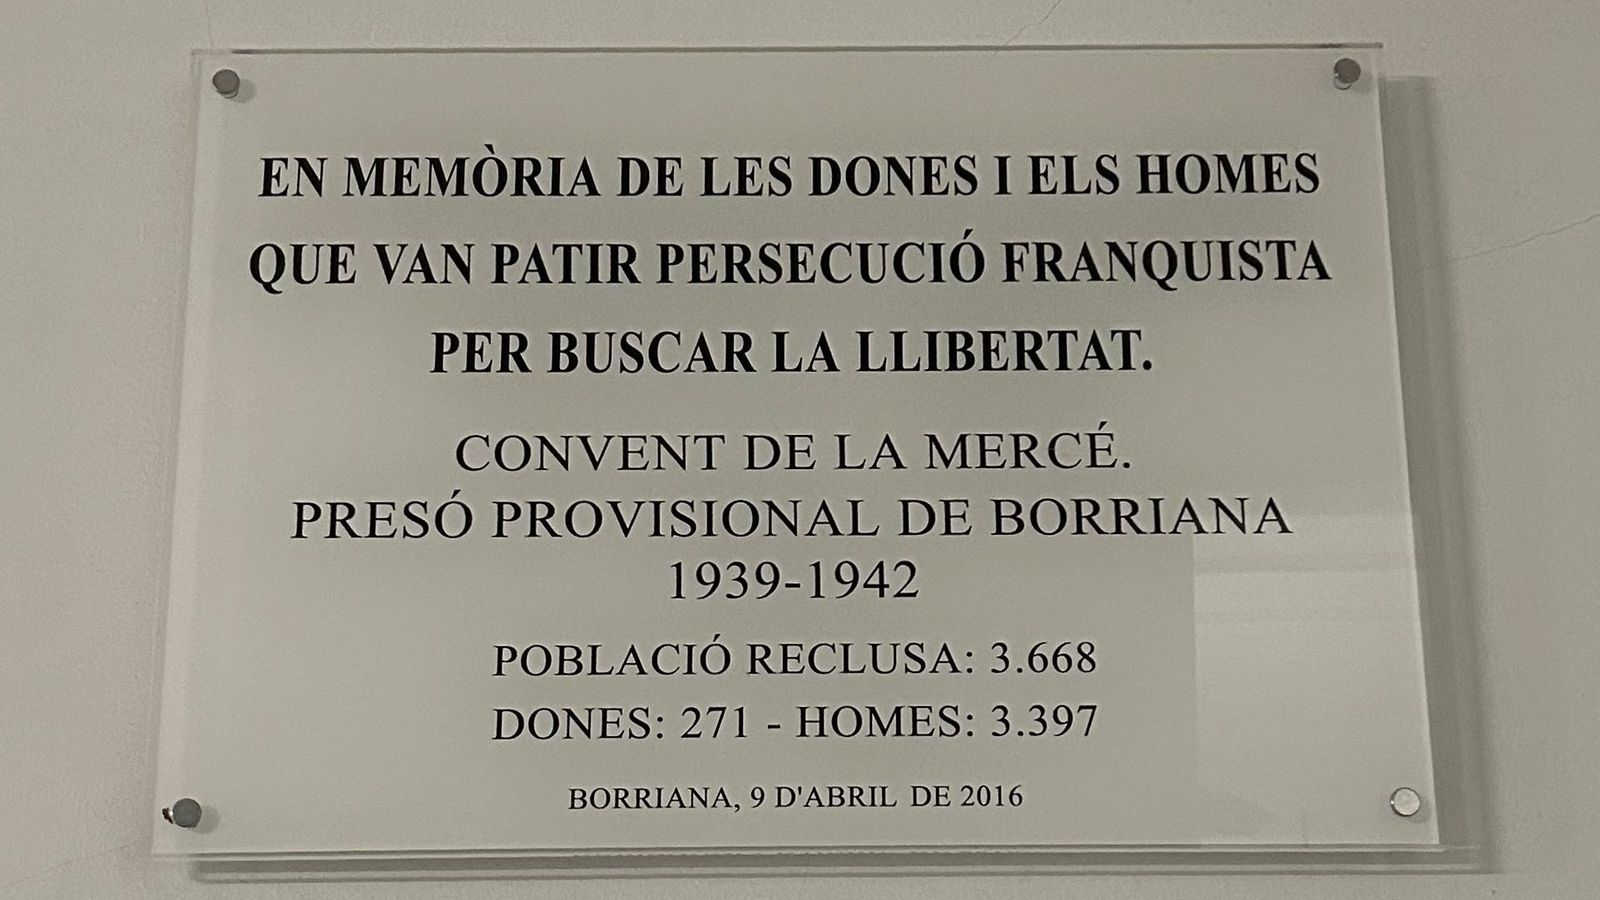 EN MEMÒRIA DE LES DONES I ELS HOMES
QUE VAN PATIR PERSECUCIÓ FRANQUISTA
PER BUSCAR LA LLIBERTAT.
CONVENT DE LA MERCÉ.
PRESÓ PROVISIONAL DE BORRIANA
1939-1942
POBLACIÓ RECLUSA: 3.668
DONES: 271 - HOMES: 3.397
BORRIANA, 9 D'ABRIL DE 2016